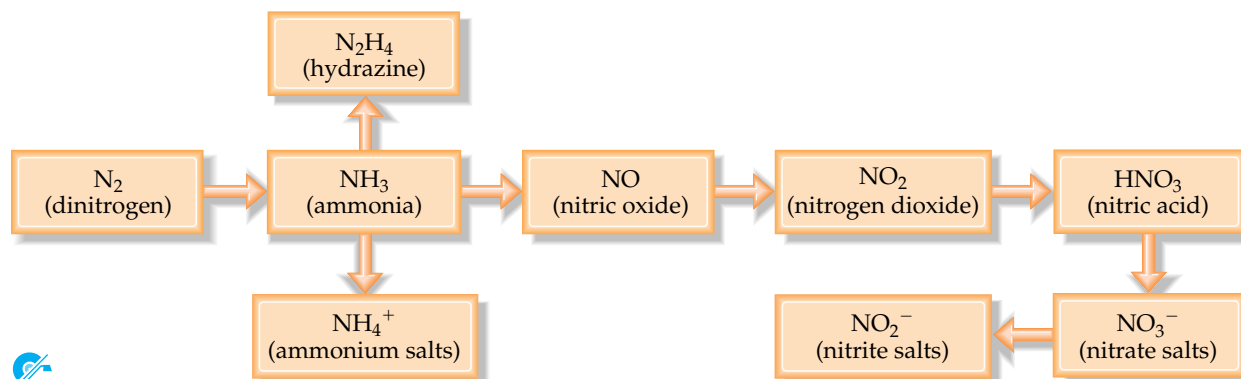 N₂H₄
(hydrazine)
N₂
(dinitrogen)
NH₃
(ammonia)
NO
(nitric oxide)
NO₂
(nitrogen dioxide)
HNO₃
(nitric acid)
NH₄⁺
(ammonium salts)
NO₂⁻
(nitrite salts)
NO₃⁻
(nitrate salts)